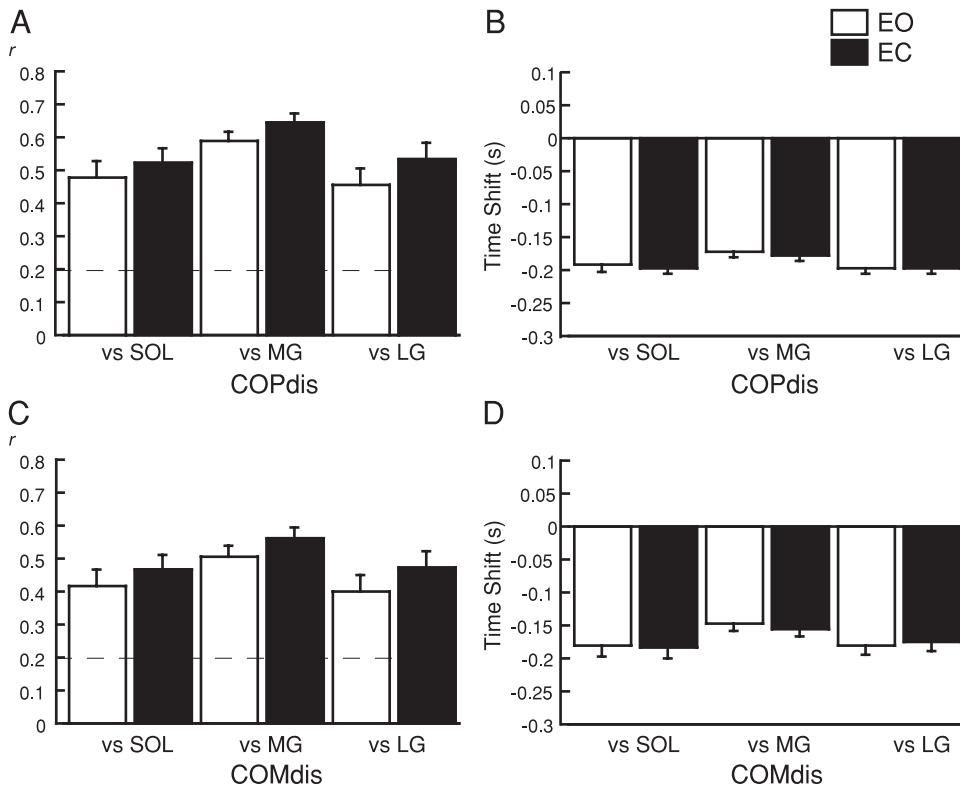 A
r
0.8
0.7
0.6
0.5
0.4
0.3
0.2
0.1
0
vs SOL vs MG vs LG
COPdis
B
EO
EC
Time Shift (s)
0.1
0.05
0
-0.05
-0.1
-0.15
-0.2
-0.25
-0.3
vs SOL vs MG vs LG
COPdis
C
r
0.8
0.7
0.6
0.5
0.4
0.3
0.2
0.1
0
vs SOL vs MG vs LG
COMdis
D
Time Shift (s)
0.1
0.05
0
-0.05
-0.1
-0.15
-0.2
-0.25
-0.3
vs SOL vs MG vs LG
COMdis